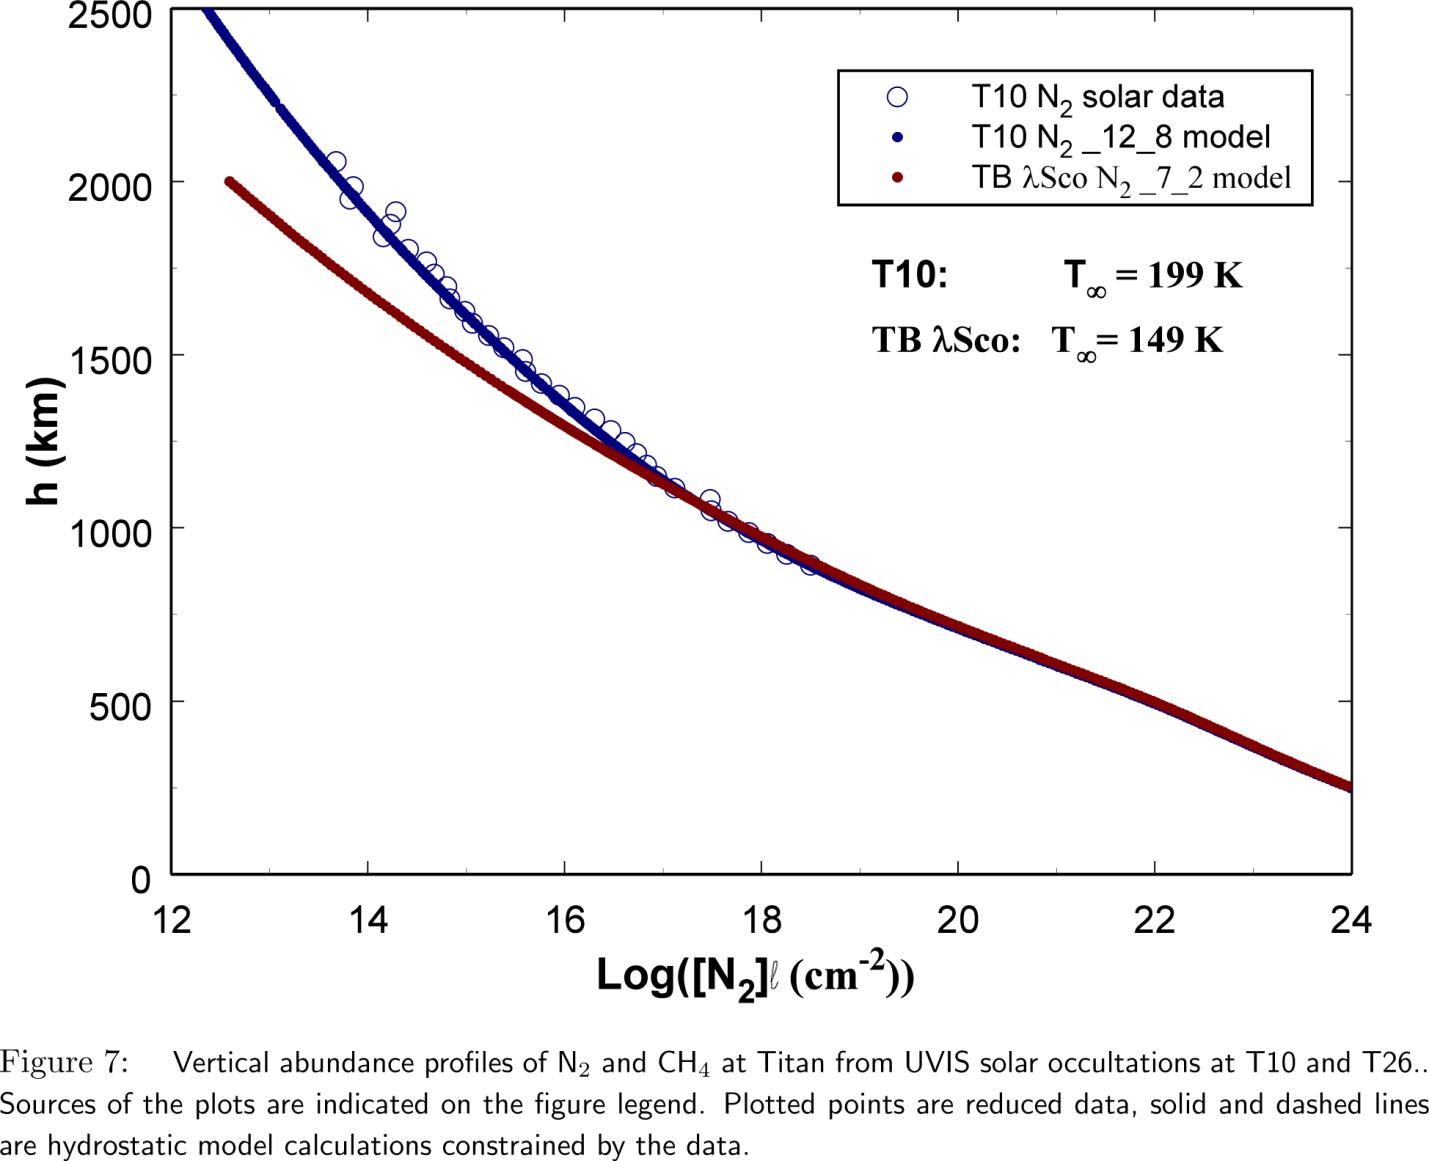 2500
2000
1500
1000
500
0
h (km)
T10 N2 solar data
T10 N2 _12_8 model
TB λSco N2 _7_2 model
T10: T∞ = 199 K
TB λSco: T∞= 149 K
12 14 16 18 20 22 24
Log([N2]ℓ (cm-2))
Figure 7: Vertical abundance profiles of N2 and CH4 at Titan from UVIS solar occultations at T10 and T26..
Sources of the plots are indicated on the figure legend. Plotted points are reduced data, solid and dashed lines
are hydrostatic model calculations constrained by the data.